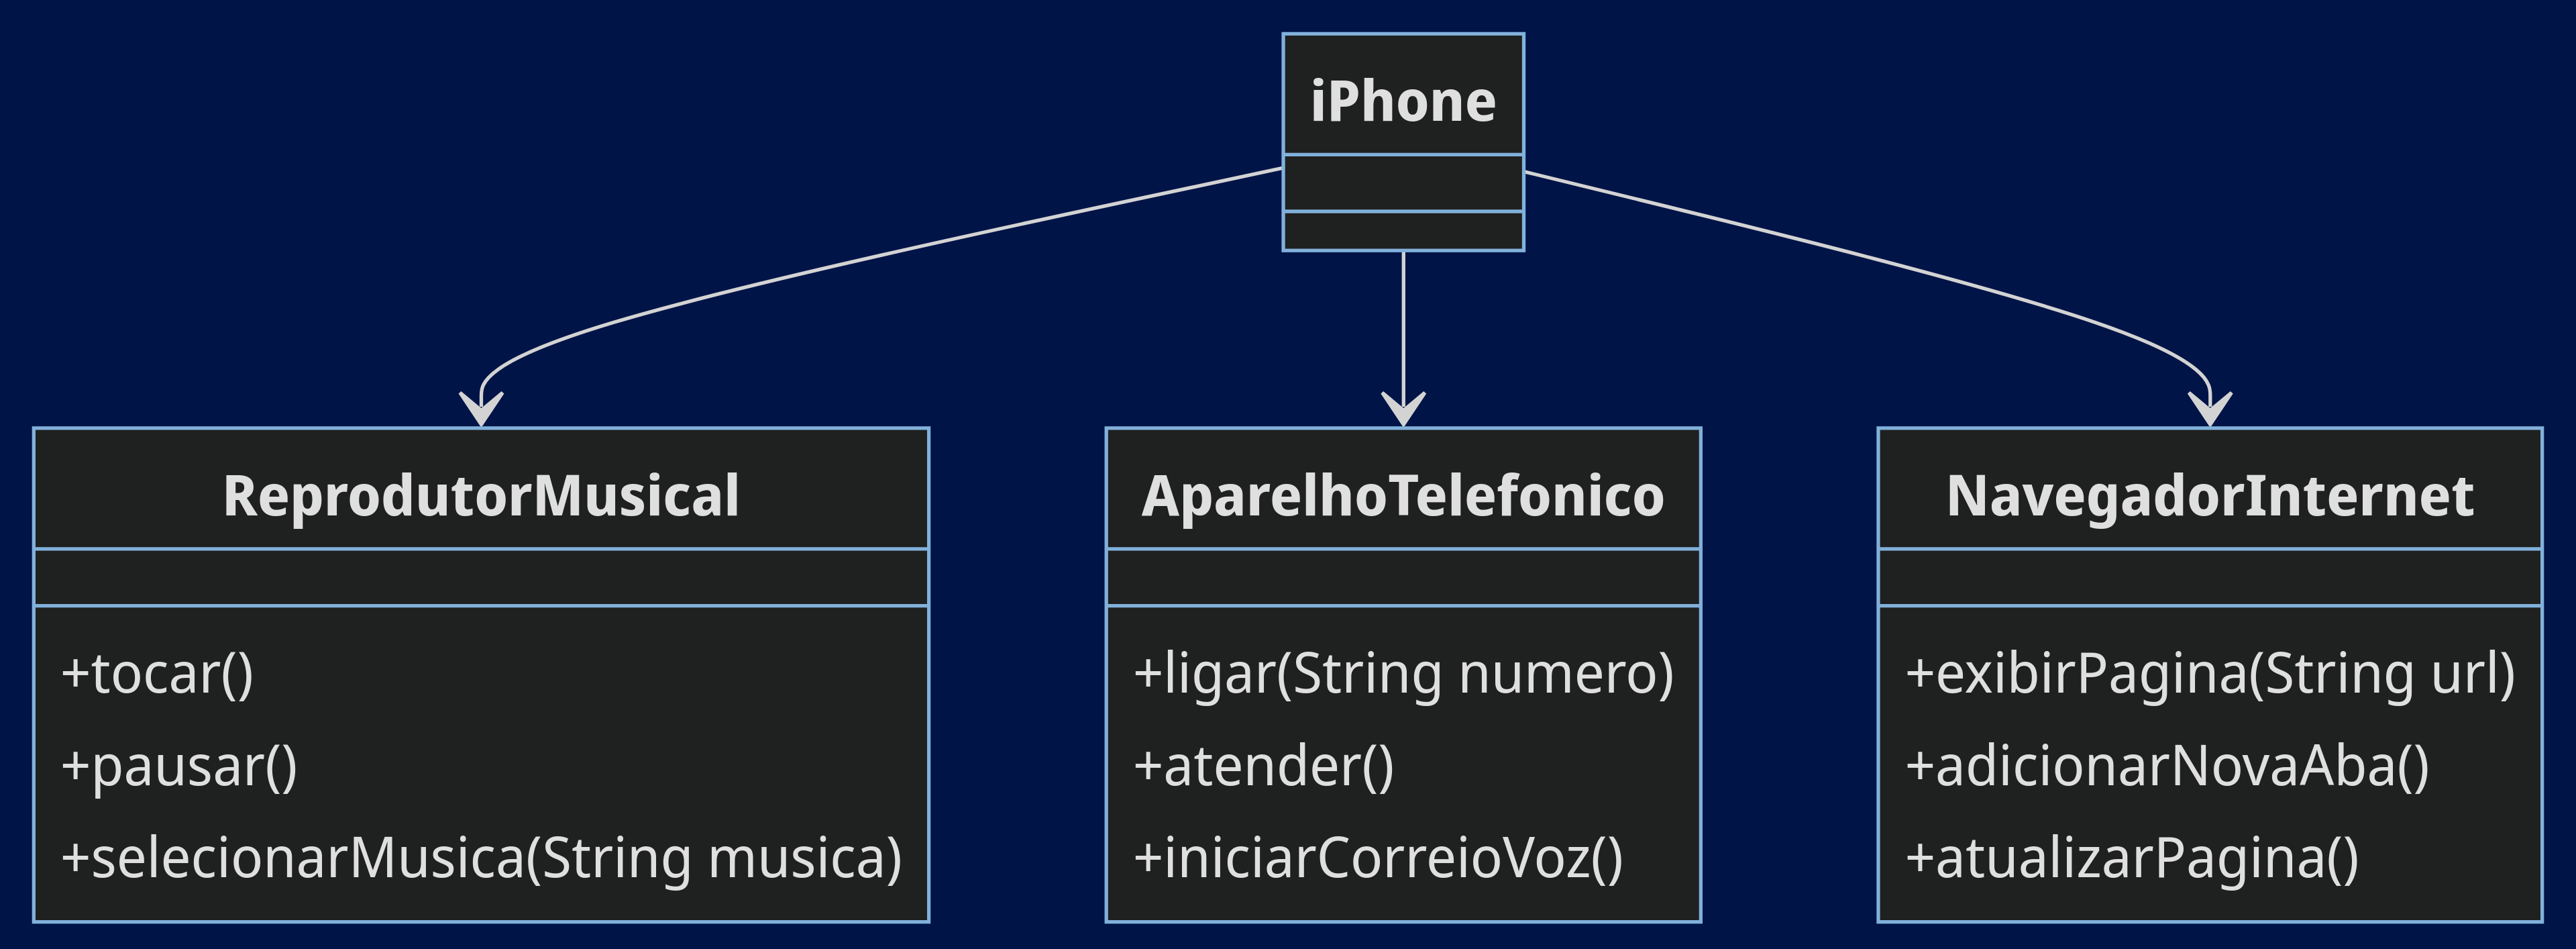 iPhone
ReprodutorMusical
+tocar()
+pausar()
+selecionarMusica(String musica)
AparelhoTelefonico
+ligar(String numero)
+atender()
+iniciarCorreioVoz()
NavegadorInternet
+exibirPagina(String url)
+adicionarNovaAba()
+atualizarPagina()